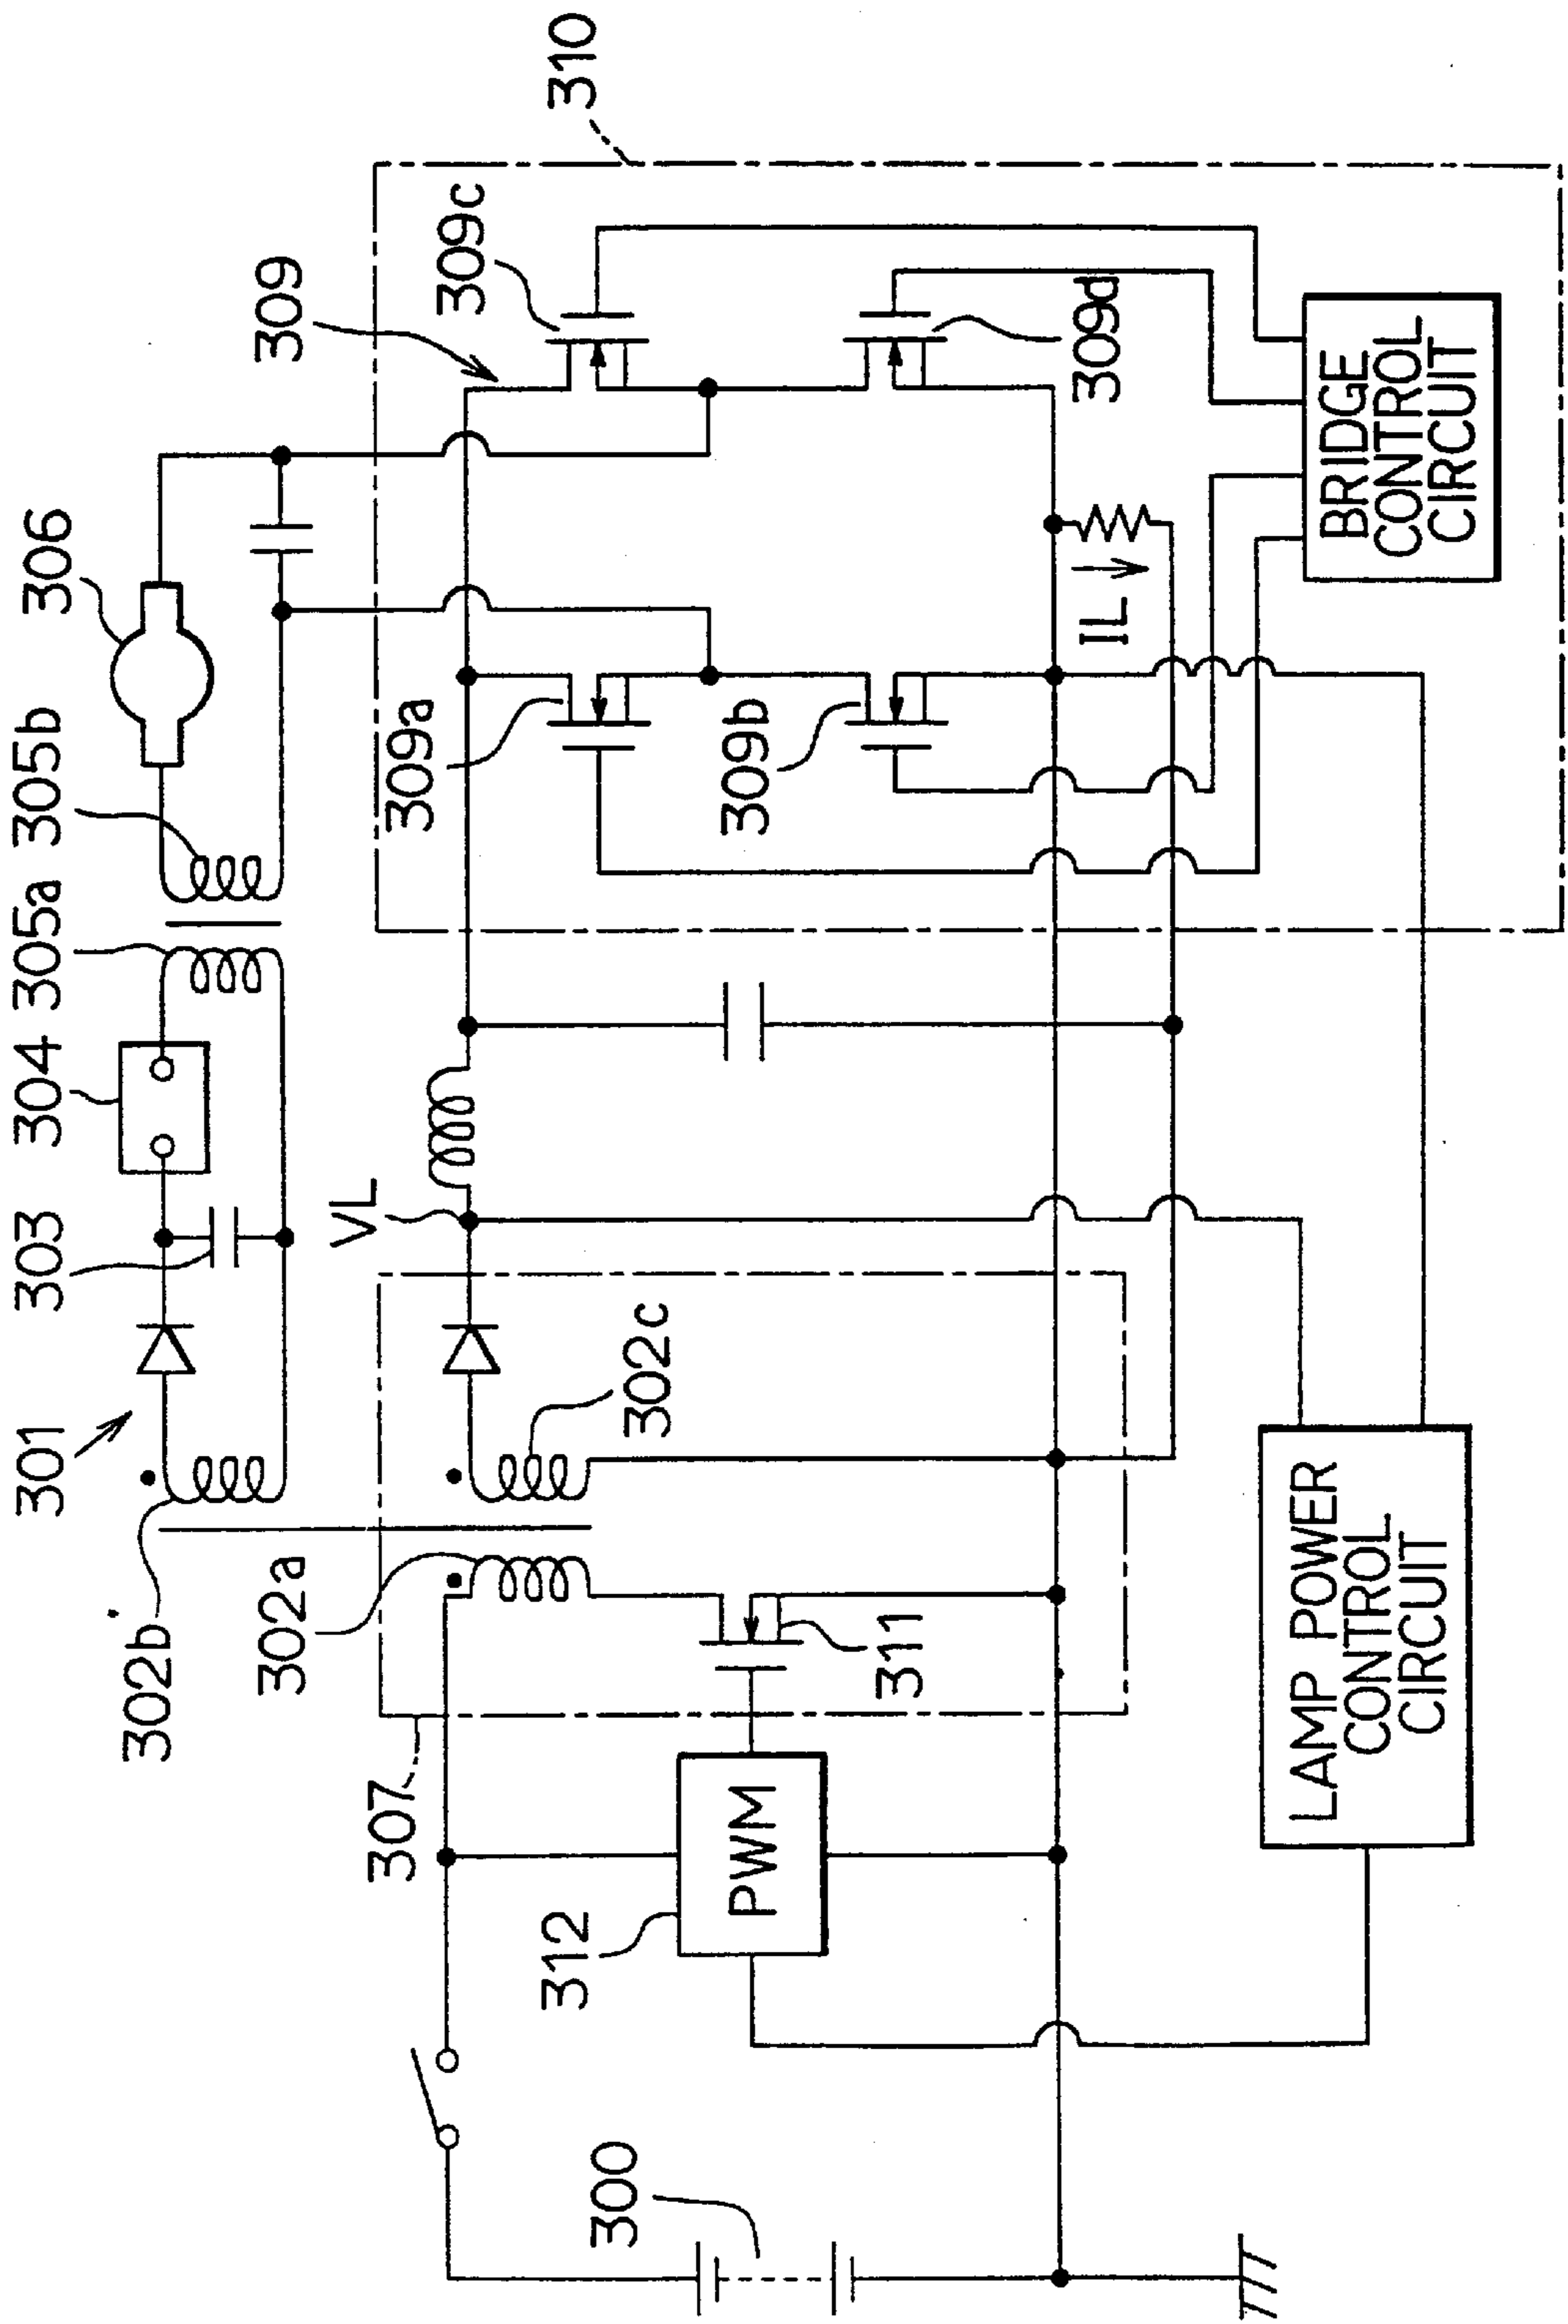 301
303
304
305a
305b
306
309
310
302b
302a
302c
VL
309a
309c
309b
309d
307
312
PWM
311
IL
300
LAMP POWER
CONTROL
CIRCUIT
BRIDGE
CONTROL
CIRCUIT